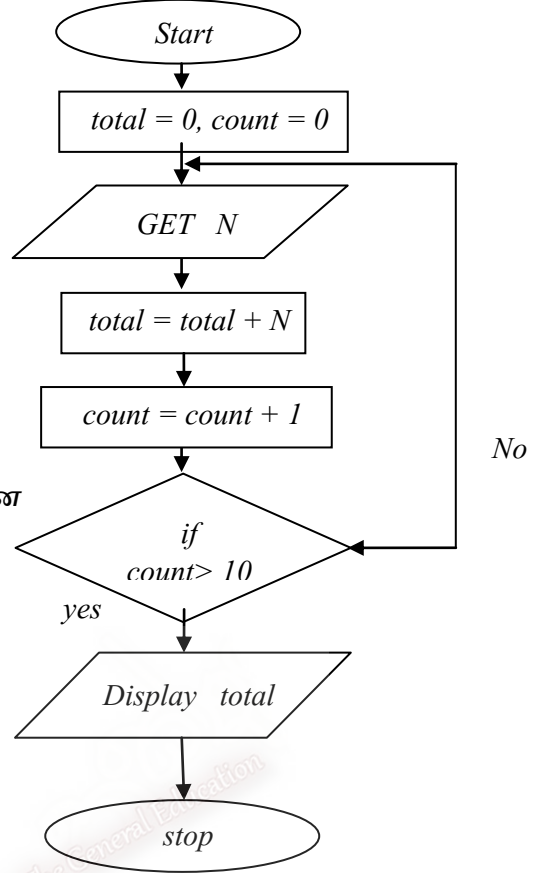 Start
total = 0, count = 0
GET N
total = total + N
count = count + 1
No
if
count> 10
yes
Display total
stop